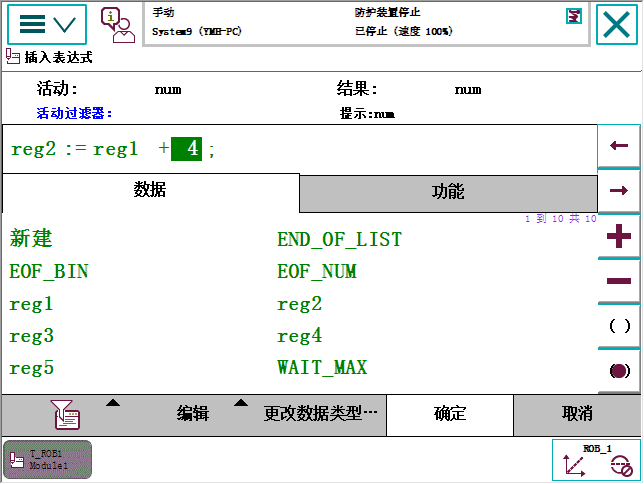 手动
防护装置停止
System9 (YMH-PC)
已停止 (速度 100%)
插入表达式
活动: num 结果: num
活动过滤器: 提示:num
reg2 := reg1 + 4 ;
数据 功能
1 到 10 共 10
新建 END_OF_LIST
EOF_BIN EOF_NUM
reg1 reg2
reg3 reg4
reg5 WAIT_MAX
( )
编辑 更改数据类型… 确定 取消
T_ROB1
Module1
ROB_1